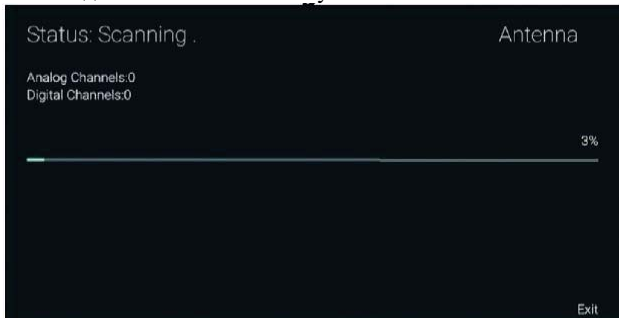 Status: Scanning .
Antenna
Analog Channels:0
Digital Channels:0
3%
Exit